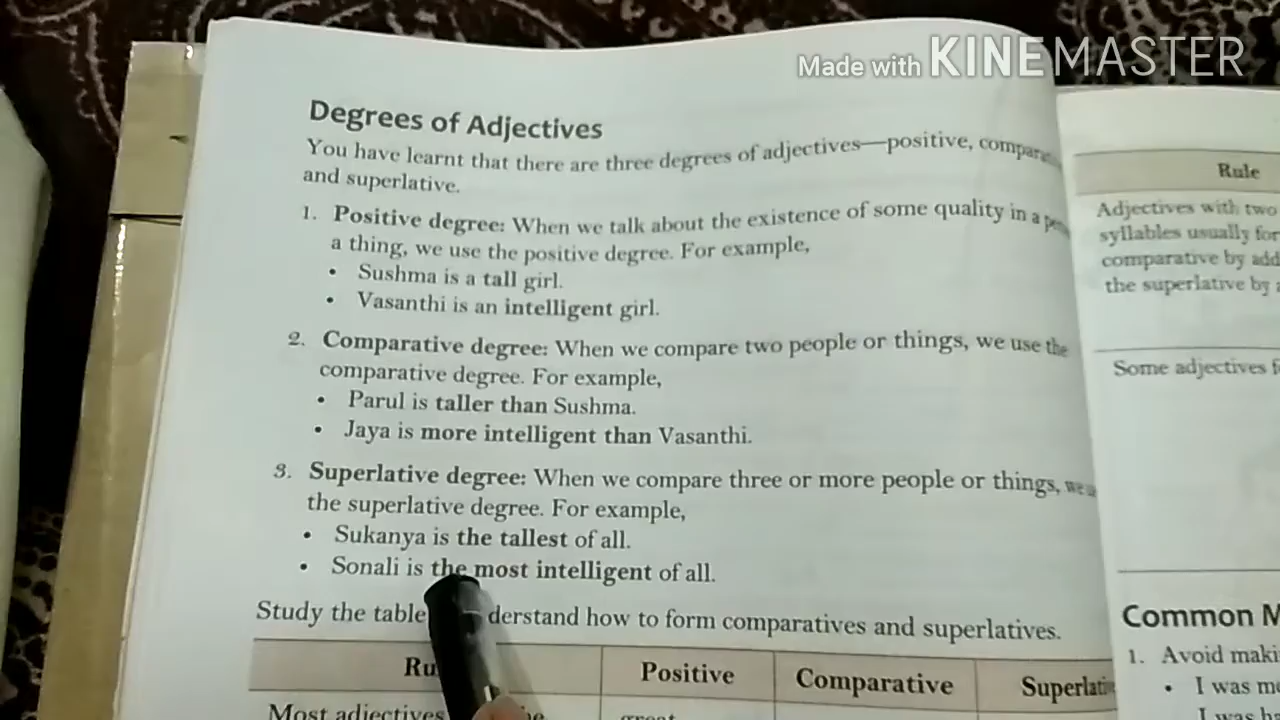 Made with KINEMASTER
Degrees of Adjectives
You have learnt that there are three degrees of adjectives—positive,
and superlative.
1. Positive degree: When we talk about the existence of some quality in a
a thing, we use the positive degree. For example,
• Sushma is a tall girl.
• Vasanthi is an intelligent girl.
2. Comparative degree: When we compare two people or things, we use the
comparative degree. For example,
• Parul is taller than Sushma.
• Jaya is more intelligent than Vasanthi.
3. Superlative degree: When we compare three or more people or things, we
the superlative degree. For example,
• Sukanya is the tallest of all.
• Sonali is the most intelligent of all.
Study the table derstand how to form comparatives and superlatives.
Ru Positive Comparative Superlati
Most adjectives great
Rule
Adjectives with two
syllables usually for
comparative by add
the superlative by a
Some adjectives f
Common M
1. Avoid maki
• I was m
I was